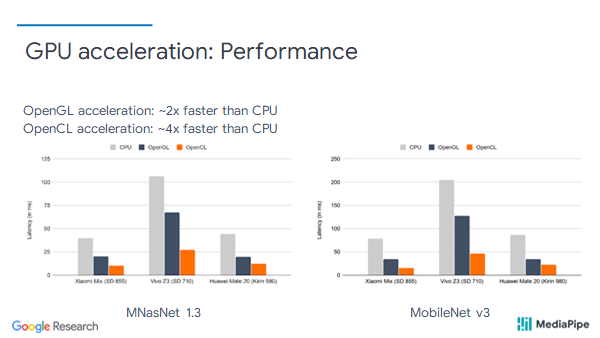 GPU acceleration: Performance
OpenGL acceleration: ~2x faster than CPU
OpenCL acceleration: ~4x faster than CPU
CPU OpenGL OpenCL
Latency (in ms)
125
100
75
50
25
0
Xiaomi Mix (SD 855) Vivo Z3 (SD 710) Huawei Mate 20 (Kirin 980)
MNasNet 1.3
CPU OpenGL OpenCL
Latency (in ms)
250
200
150
100
50
0
Xiaomi Mix (SD 855) Vivo Z3 (SD 710) Huawei Mate 20 (Kirin 980)
MobileNet v3
Google Research
MediaPipe